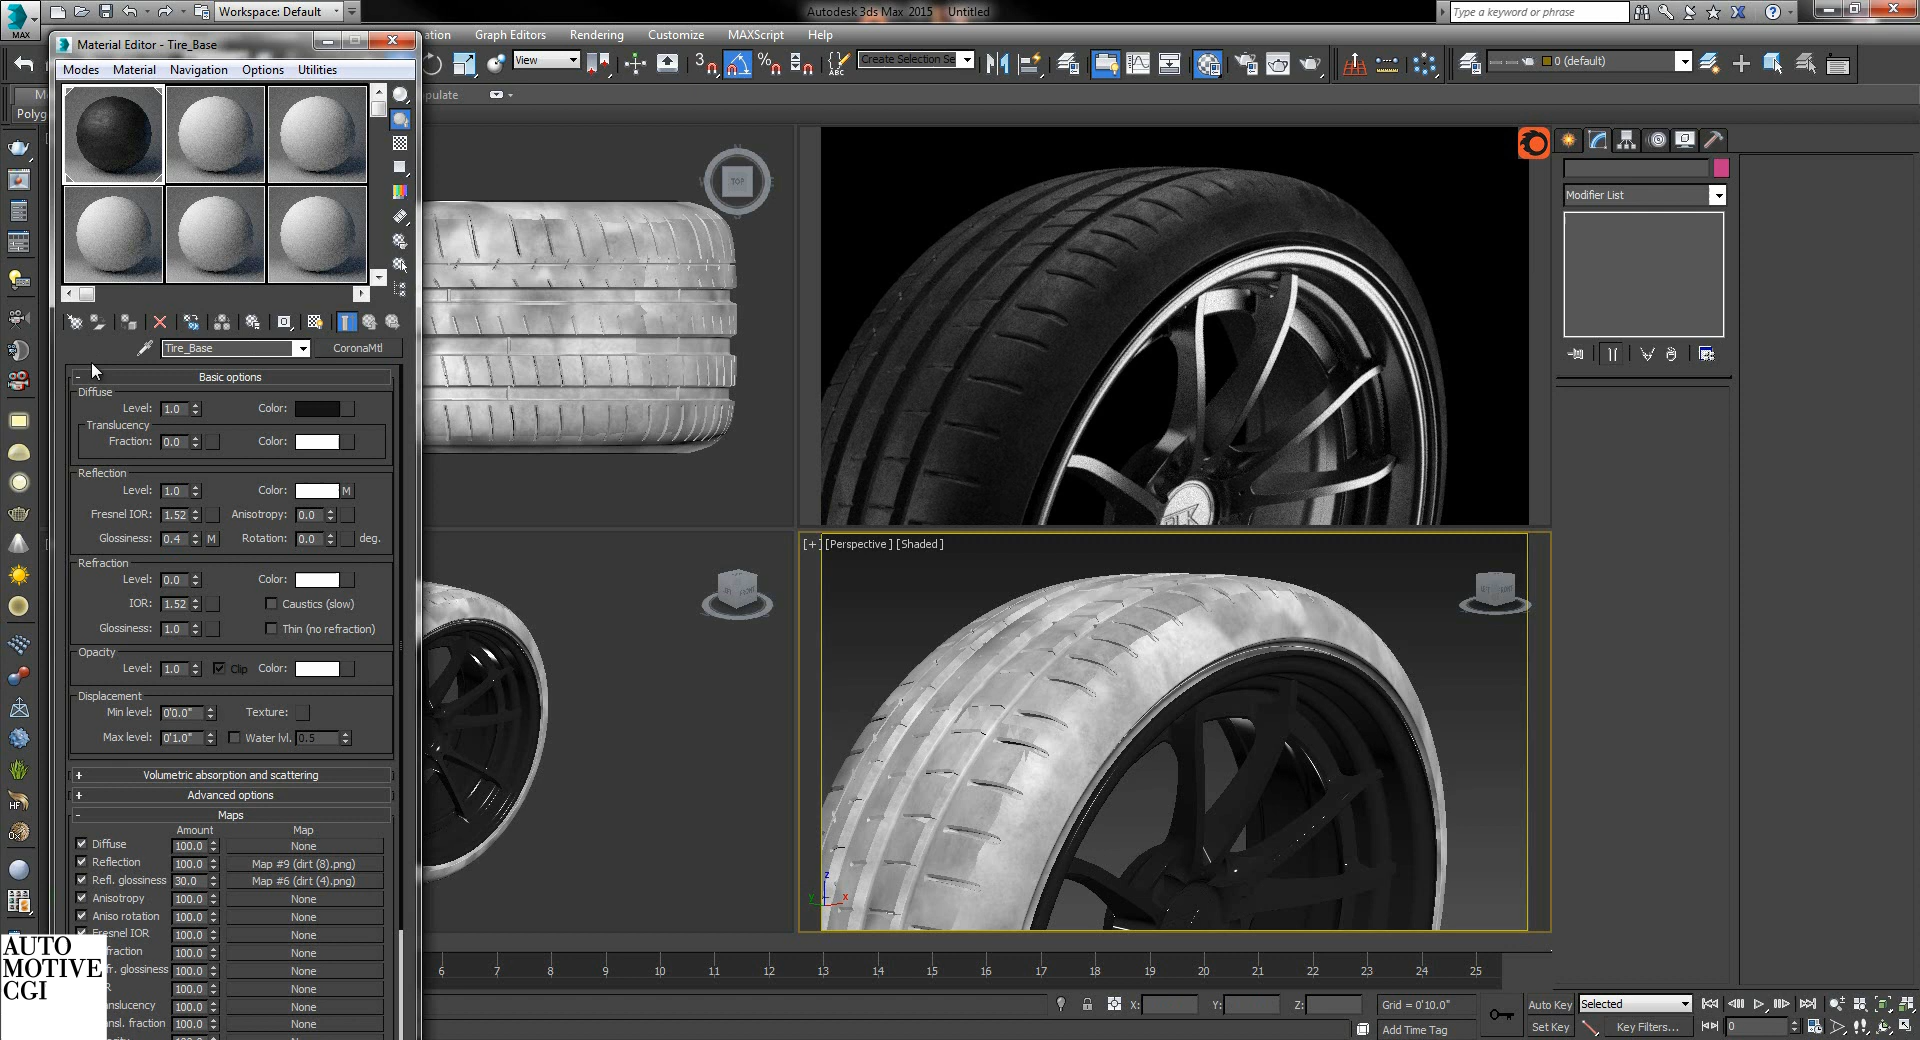 Workspace: Default
Autodesk 3ds Max 2015 Untitled
Type a keyword or phrase
MAX
Material Editor - Tire_Base
Graph Editors Rendering Customize MAXScript Help
Modes Material Navigation Options Utilities
View
Create Selection Se
0 (default)
Polyg
TOP
Modifier List
Tire_Base CoronaMtl
Basic options
Diffuse
Level: 1.0 Color:
Translucency
Fraction: 0.0 Color:
Reflection
Level: 1.0 Color: M
Fresnel IOR: 1.52 Anisotropy: 0.0
Glossiness: 0.4 M Rotation: 0.0 deg.
Refraction
Level: 0.0 Color:
IOR: 1.52 Caustics (slow)
Glossiness: 1.0 Thin (no refraction)
Opacity
Level: 1.0 Clip Color:
Displacement
Min level: 0'0.0" Texture:
Max level: 0'1.0" Water lvl. 0.5
Volumetric absorption and scattering
Advanced options
Maps
Amount Map
Diffuse 100.0 None
Reflection 100.0 Map #9 (dirt (8).png)
Refl. glossiness 30.0 Map #6 (dirt (4).png)
Anisotropy 100.0 None
Aniso rotation 100.0 None
Fresnel IOR 100.0 None
fraction 100.0 None
fr. glossiness 100.0 None
R 100.0 None
anslucency 100.0 None
ansl. fraction 100.0 None
[+] [Perspective] [Shaded]
z
x
y
AUTO
MOTIVE
CGI
6 7 8 9 10 11 12 13 14 15 16 17 18 19 20 21 22 23 24 25
X: Y: Z: Grid = 0'10.0" Auto Key Selected
Add Time Tag Set Key Key Filters... 0